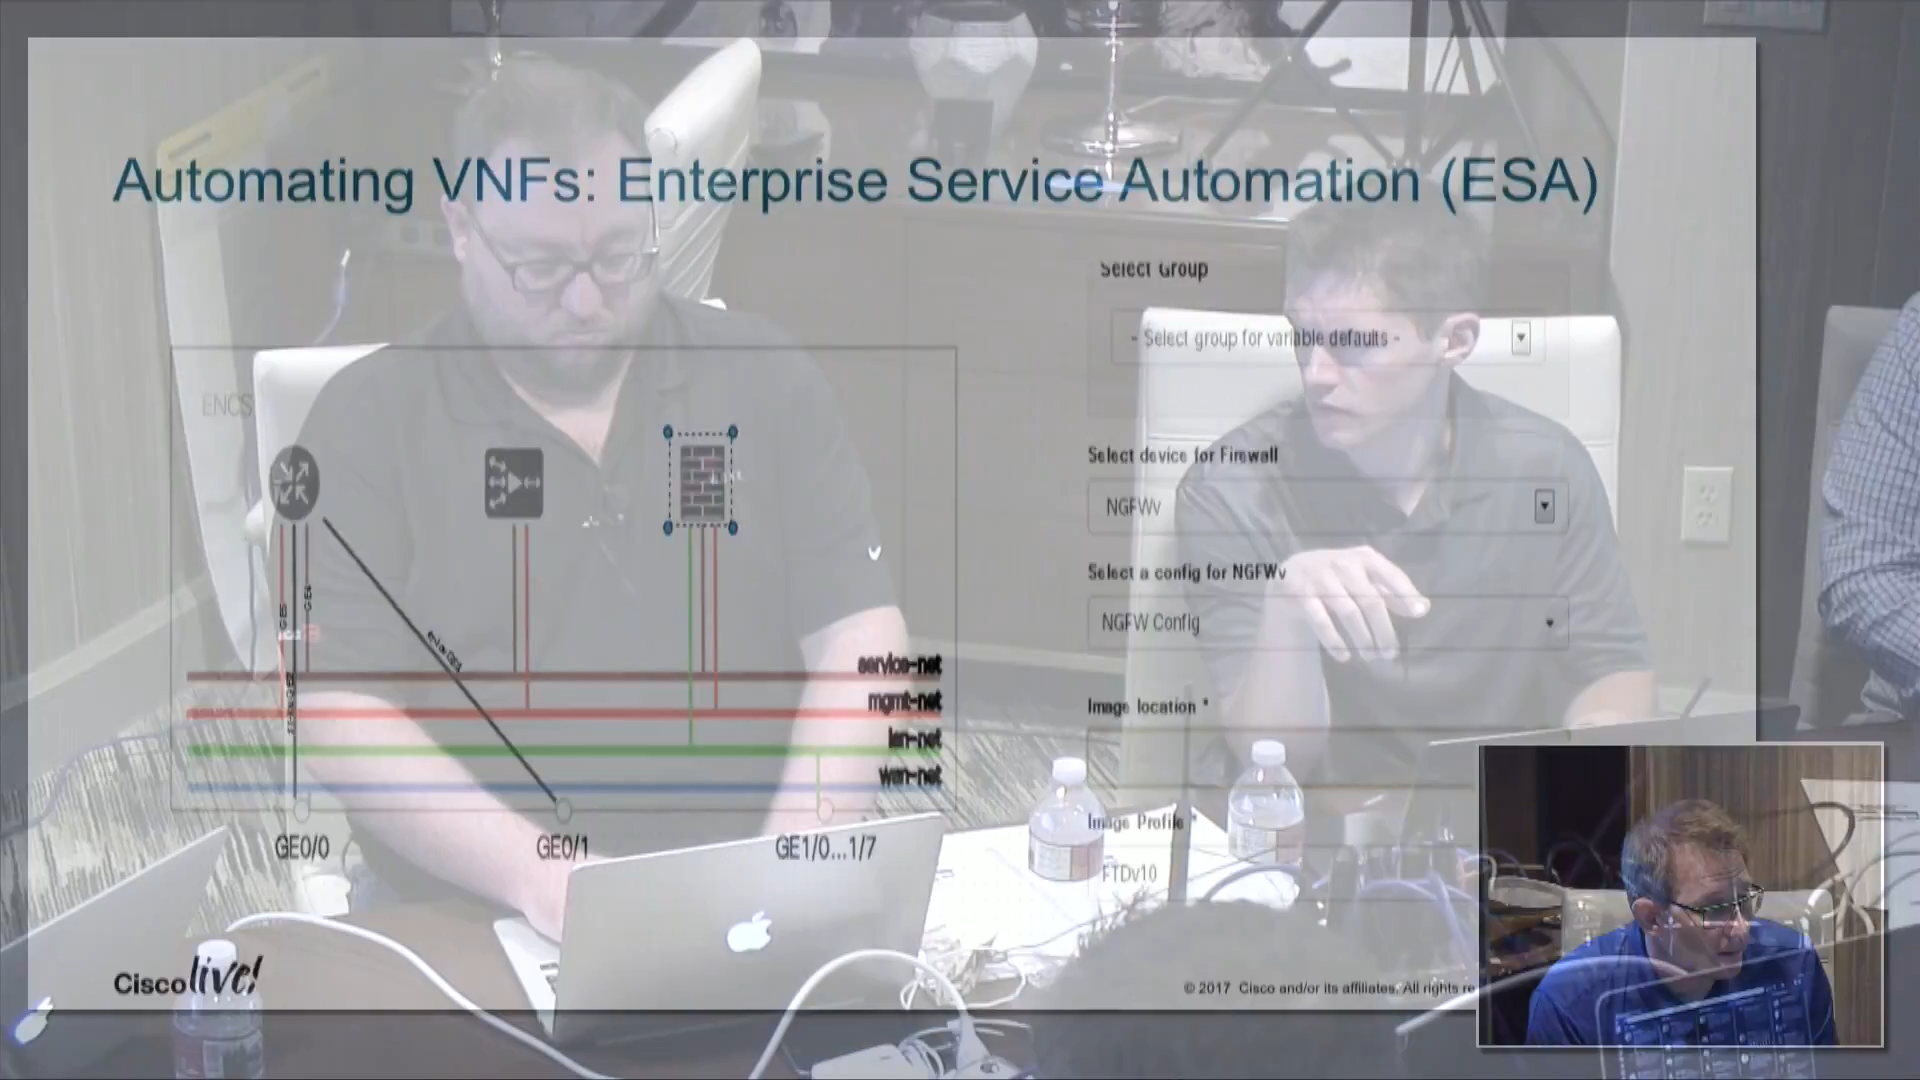 Automating VNFs: Enterprise Service Automation (ESA)
Select Group
- Select group for variable defaults -
ENCS
Select device for Firewall
NGFWv
Select a config for NGFWv
NGFW Config
service-net
mgmt-net
lan-net
wan-net
Image location *
Image Profile *
FTDv10
GE0/0
GE0/1
GE1/0...1/7
Cisco live!
© 2017 Cisco and/or its affiliates. All rights re